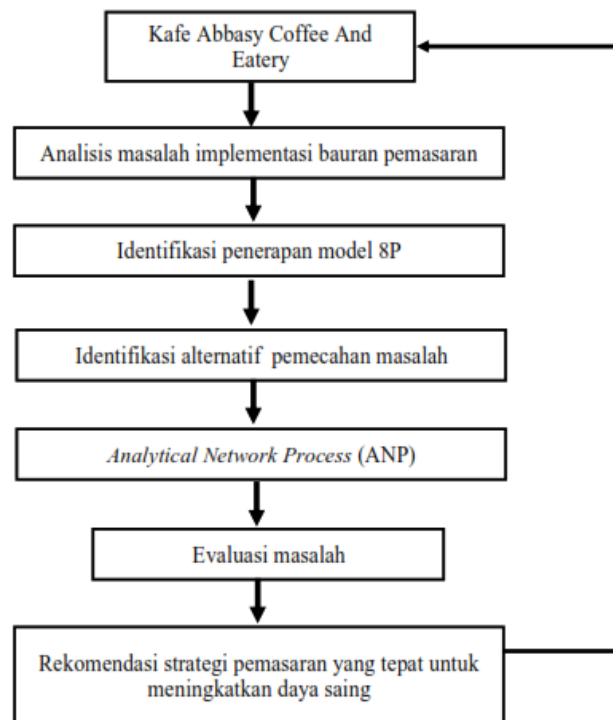 Kafe Abbasy Coffee And
Eatery
Analisis masalah implementasi bauran pemasaran
Identifikasi penerapan model 8P
Identifikasi alternatif pemecahan masalah
Analytical Network Process (ANP)
Evaluasi masalah
Rekomendasi strategi pemasaran yang tepat untuk
meningkatkan daya saing